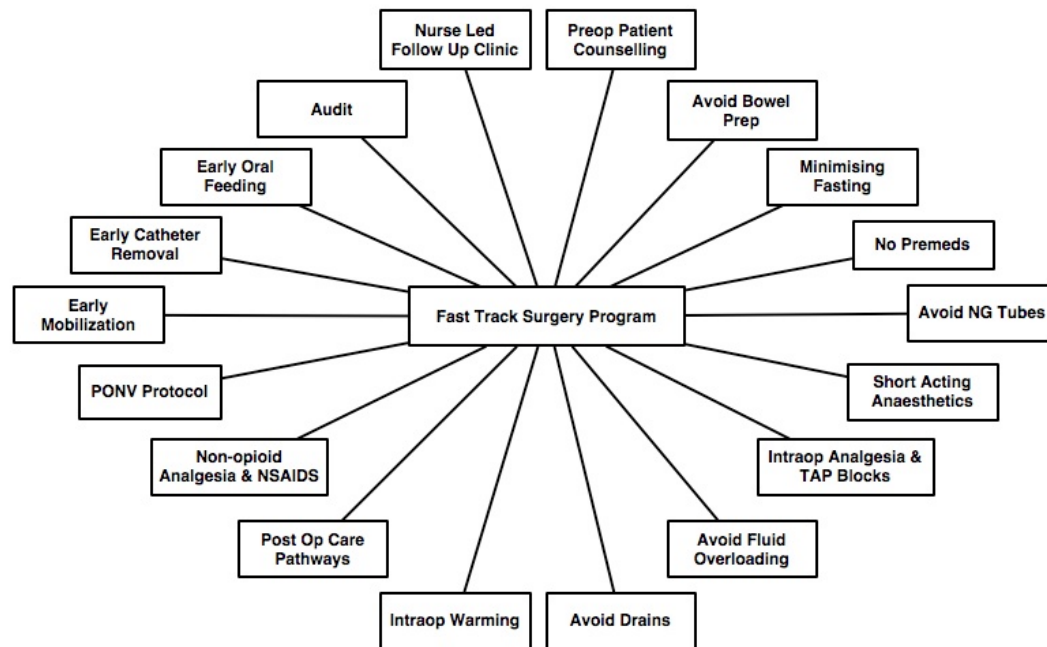 Nurse Led
Follow Up Clinic
Preop Patient
Counselling
Audit
Avoid Bowel
Prep
Early Oral
Feeding
Minimising
Fasting
Early Catheter
Removal
No Premeds
Early
Mobilization
Fast Track Surgery Program
Avoid NG Tubes
PONV Protocol
Short Acting
Anaesthetics
Non-opioid
Analgesia & NSAIDS
Intraop Analgesia &
TAP Blocks
Post Op Care
Pathways
Avoid Fluid
Overloading
Intraop Warming
Avoid Drains